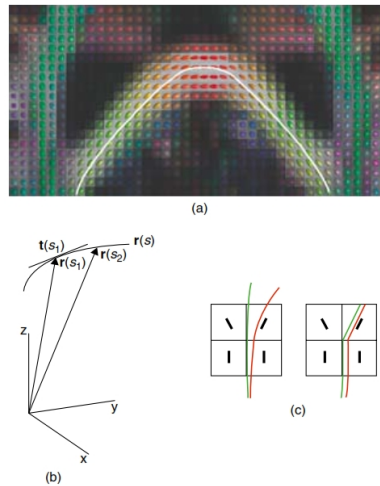 (a)
t(s₁)
r(s₁)
r(s₂)
r(s)
z
y
x
(b)
(c)